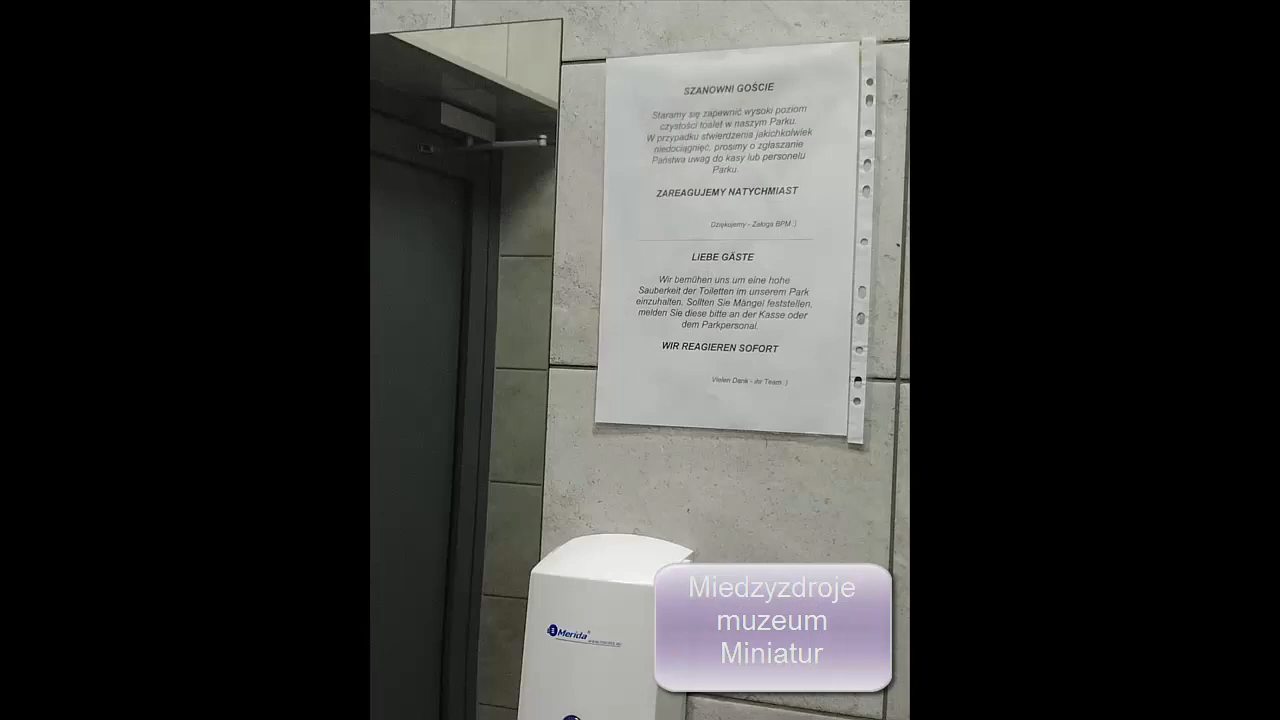 SZANOWNI GOŚCIE
Staramy się zapewnić wysoki poziom
czystości toalet w naszym Parku.
W przypadku stwierdzenia jakichkolwiek
niedociągnięć, prosimy o zgłaszanie
Państwa uwag do kasy lub personelu
Parku.
ZAREAGUJEMY NATYCHMIAST
Dziękujemy - Załoga BPM :)
LIEBE GÄSTE
Wir bemühen uns um eine hohe
Sauberkeit der Toiletten im unserem Park
einzuhalten. Sollten Sie Mängel feststellen,
melden Sie diese bitte an der Kasse oder
dem Parkpersonal.
WIR REAGIEREN SOFORT
Vielen Dank - ihr Team :)
Merida
Miedzyzdroje
muzeum
Miniatur